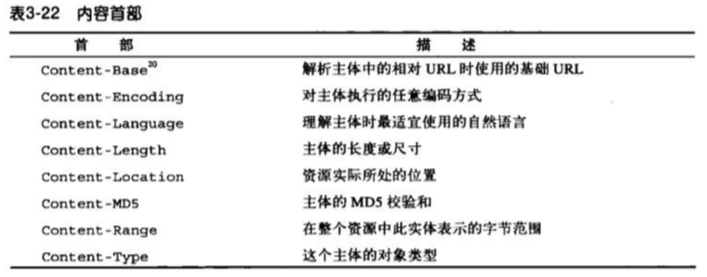 表3-22 内容首部
首 部 描 述
Content-Base20 解析主体中的相对 URL 时使用的基础 URL
Content-Encoding 对主体执行的任意编码方式
Content-Language 理解主体时最适宜使用的自然语言
Content-Length 主体的长度或尺寸
Content-Location 资源实际所处的位置
Content-MD5 主体的 MD5 校验和
Content-Range 在整个资源中此实体表示的字节范围
Content-Type 这个主体的对象类型